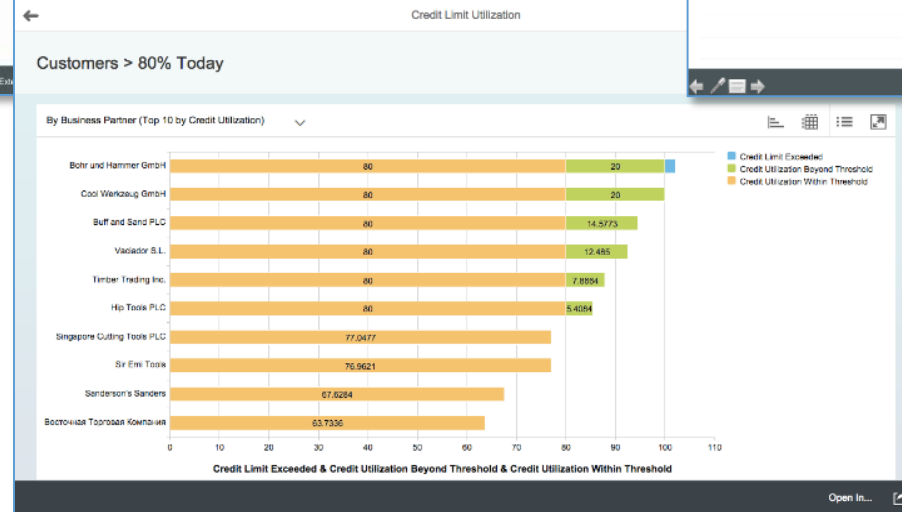 Credit Limit Utilization
Customers > 80% Today
By Business Partner (Top 10 by Credit Utilization)
Credit Limit Exceeded
Credit Utilization Beyond Threshold
Credit Utilization Within Threshold
Bohr und Hammer GmbH 80 20
Cool Werkzeug GmbH 80 20
Buff and Sand PLC 80 14.5773
Vaciador S.L. 80 12.485
Timber Trading Inc. 80 7.8864
Hip Tools PLC 80 5.4084
Singapore Cutting Tools PLC 77.0477
Sir Emi Tools 76.9621
Sanderson's Sanders 67.6284
Восточная Торговая Компания 63.7336
0 10 20 30 40 50 60 70 80 90 100 110
Credit Limit Exceeded & Credit Utilization Beyond Threshold & Credit Utilization Within Threshold
Open In...